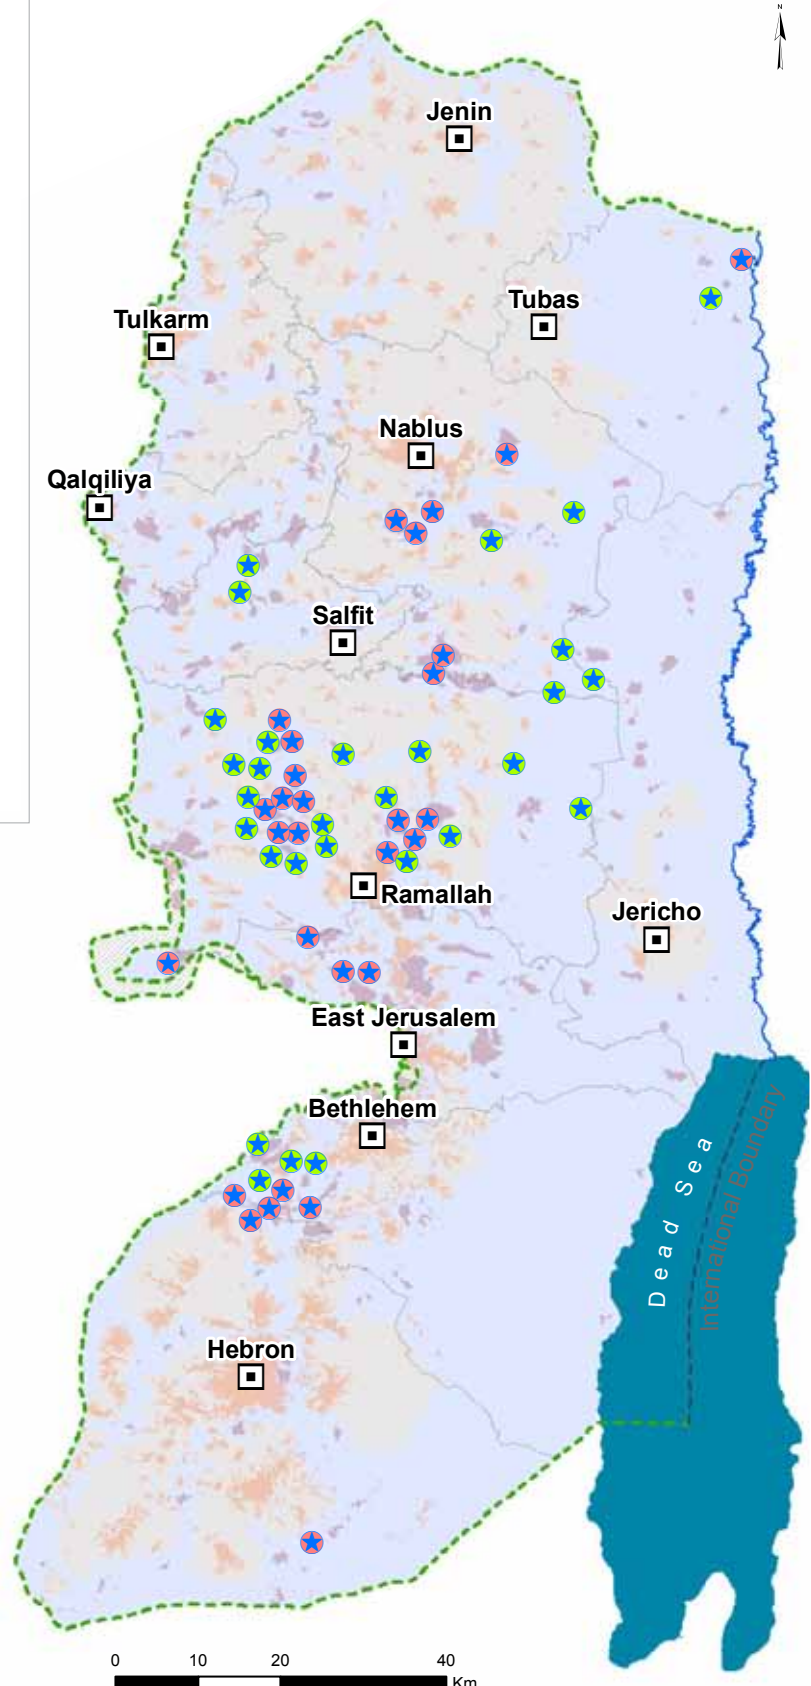 N
Jenin
Tubas
Tulkarm
Nablus
Qalqiliya
Salfit
Ramallah
Jericho
East Jerusalem
Bethlehem
Dead Sea
International Boundary
Hebron
0 10 20 40
Km